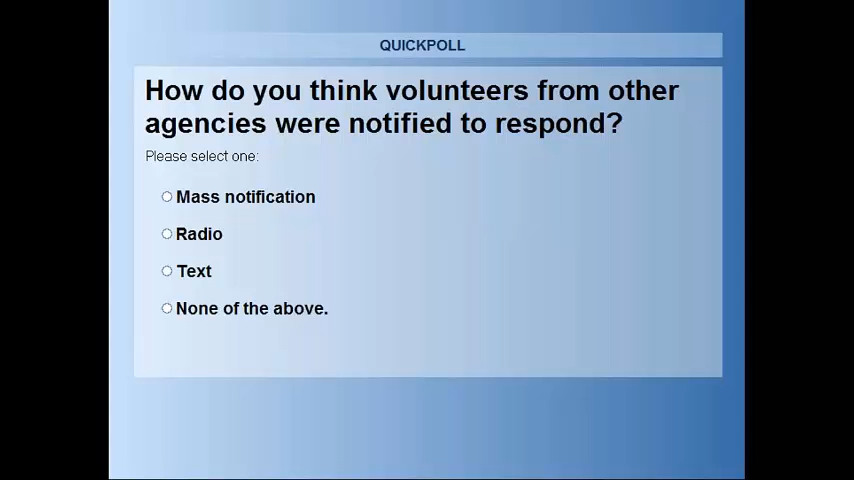 QUICKPOLL
How do you think volunteers from other
agencies were notified to respond?
Please select one:
Mass notification
Radio
Text
None of the above.